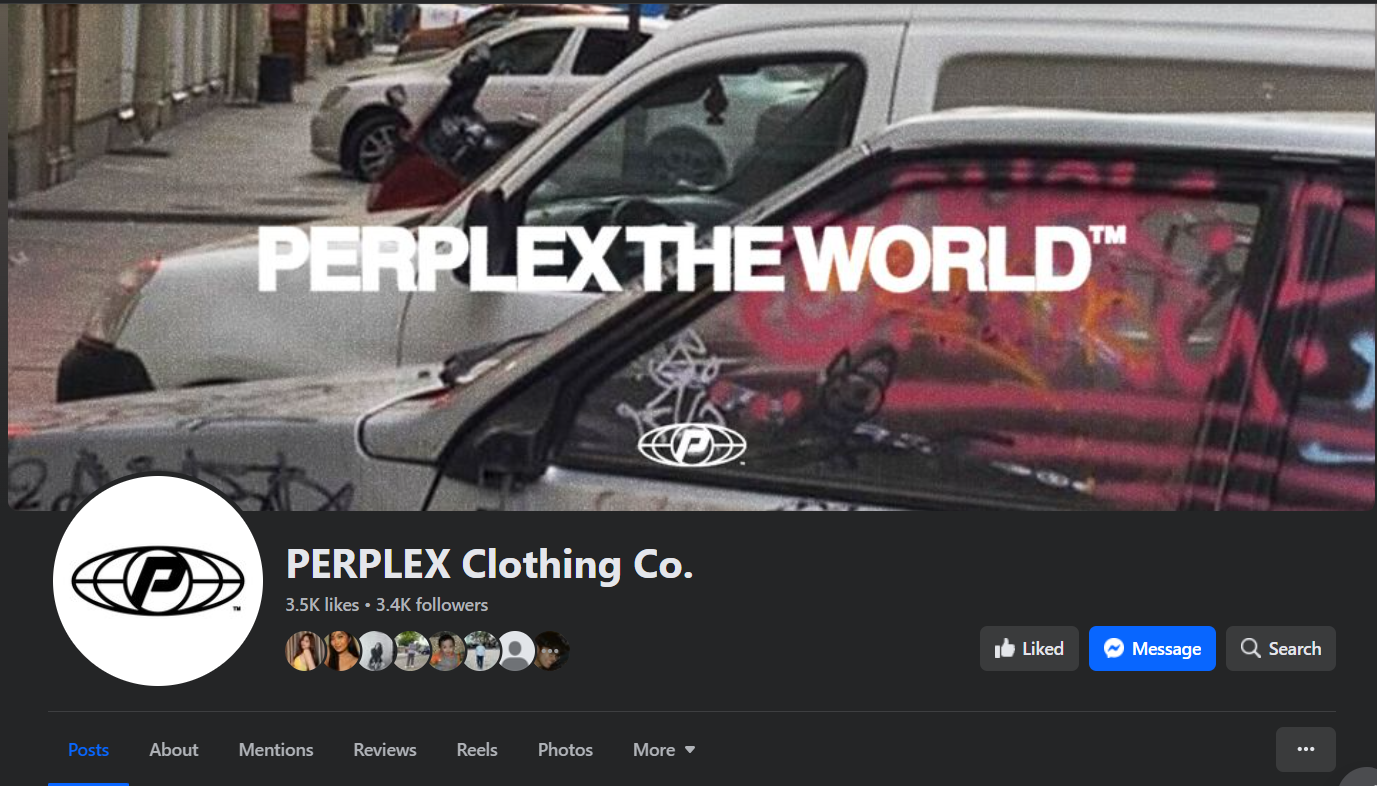 PERPLEX THE WORLD™
P
P
™
PERPLEX Clothing Co.
3.5K likes • 3.4K followers
Liked
Message
Search
Posts
About
Mentions
Reviews
Reels
Photos
More